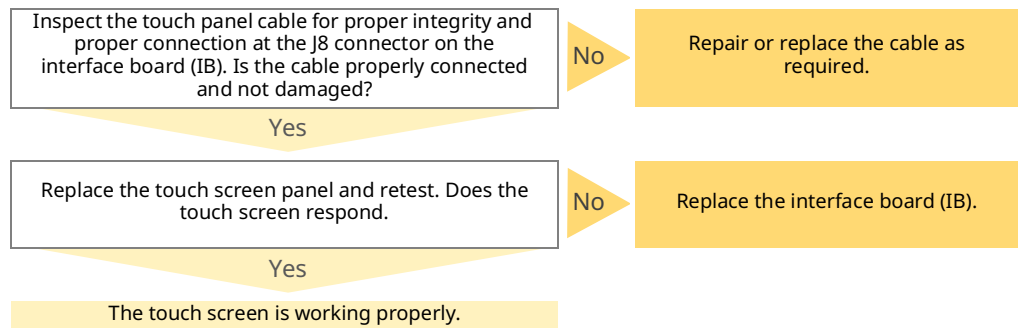 Inspect the touch panel cable for proper integrity and
proper connection at the J8 connector on the
interface board (IB). Is the cable properly connected
and not damaged?
No
Repair or replace the cable as
required.
Yes
Replace the touch screen panel and retest. Does the
touch screen respond.
No
Replace the interface board (IB).
Yes
The touch screen is working properly.